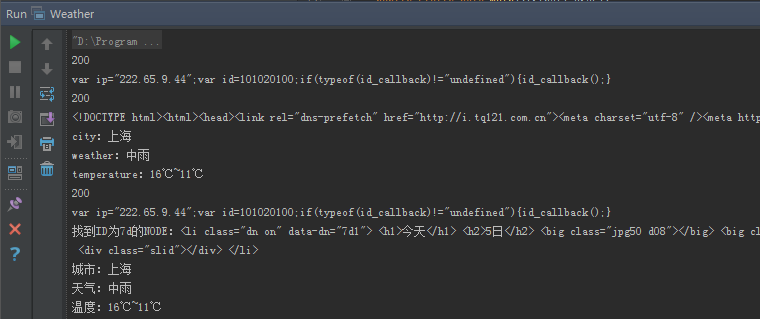 Run Weather
"D:\Program ...
200
var ip="222.65.9.44";var id=101020100;if(typeof(id_callback)!="undefined"){id_callback();}
200
<!DOCTYPE html><html><head><link rel="dns-prefetch" href="http://i.tq121.com.cn"><meta charset="utf-8" /><meta http
city: 上海
weather: 中雨
temperature: 16℃~11℃
200
var ip="222.65.9.44";var id=101020100;if(typeof(id_callback)!="undefined"){id_callback();}
找到ID为7d的NODE: <li class="dn on" data-dn="7d1"> <h1>今天</h1> <h2>5日</h2> <big class="jpg50 d08"></big> <big c
<div class="slid"></div> </li>
城市: 上海
天气: 中雨
温度: 16℃~11℃